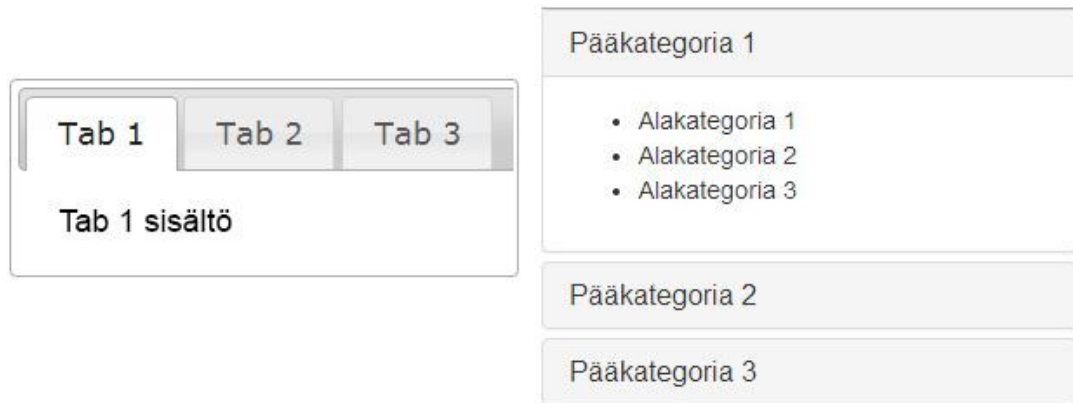 Tab 1 Tab 2 Tab 3
Tab 1 sisältö
Pääkategoria 1
Alakategoria 1
Alakategoria 2
Alakategoria 3
Pääkategoria 2
Pääkategoria 3